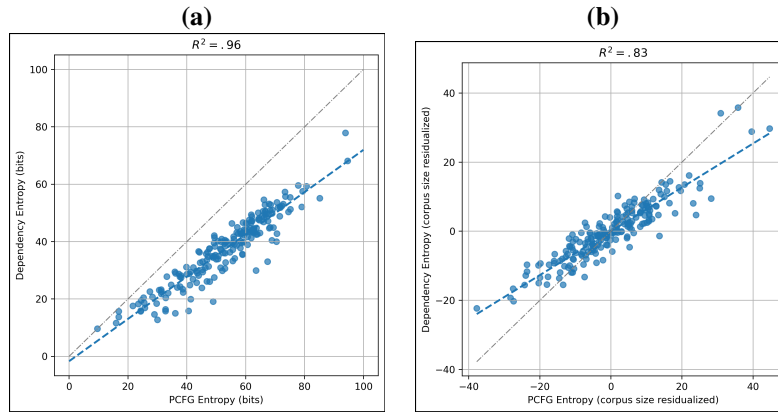 (a)
R² = .96
Dependency Entropy (bits)
100
80
60
40
20
0
0 20 40 60 80 100
PCFG Entropy (bits)
(b)
R² = .83
Dependency Entropy (corpus size residualized)
40
20
0
−20
−40
−40 −20 0 20 40
PCFG Entropy (corpus size residualized)